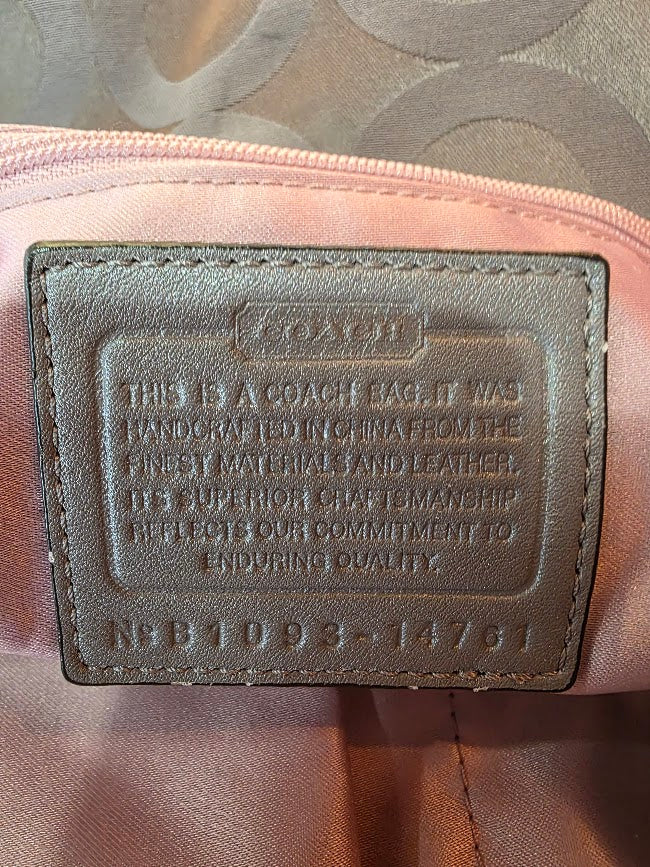 COACH
THIS IS A COACH BAG. IT WAS
HANDCRAFTED IN CHINA FROM THE
FINEST MATERIALS AND LEATHER.
ITS SUPERIOR CRAFTSMANSHIP
REFLECTS OUR COMMITMENT TO
ENDURING QUALITY.
Nº B1093-14761